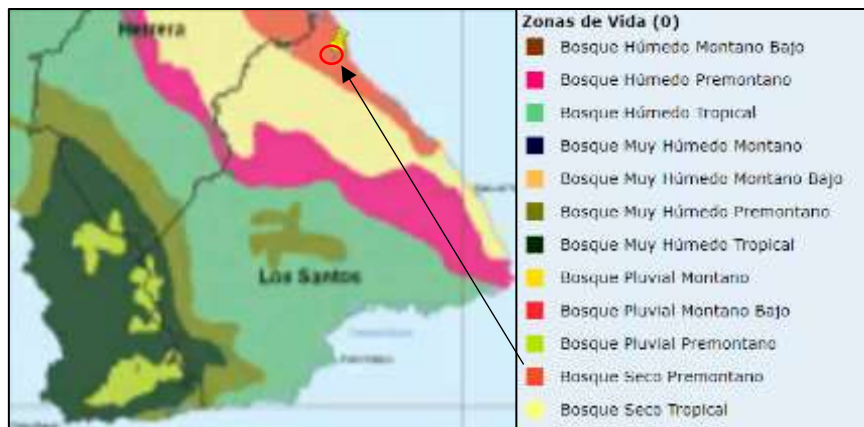 Herrera
Los Santos
Zonas de Vida (0)
Bosque Húmedo Montano Bajo
Bosque Húmedo Premontano
Bosque Húmedo Tropical
Bosque Muy Húmedo Montano
Bosque Muy Húmedo Montano Bajo
Bosque Muy Húmedo Premontano
Bosque Muy Húmedo Tropical
Bosque Pluvial Montano
Bosque Pluvial Montano Bajo
Bosque Pluvial Premontano
Bosque Seco Premontano
Bosque Seco Tropical